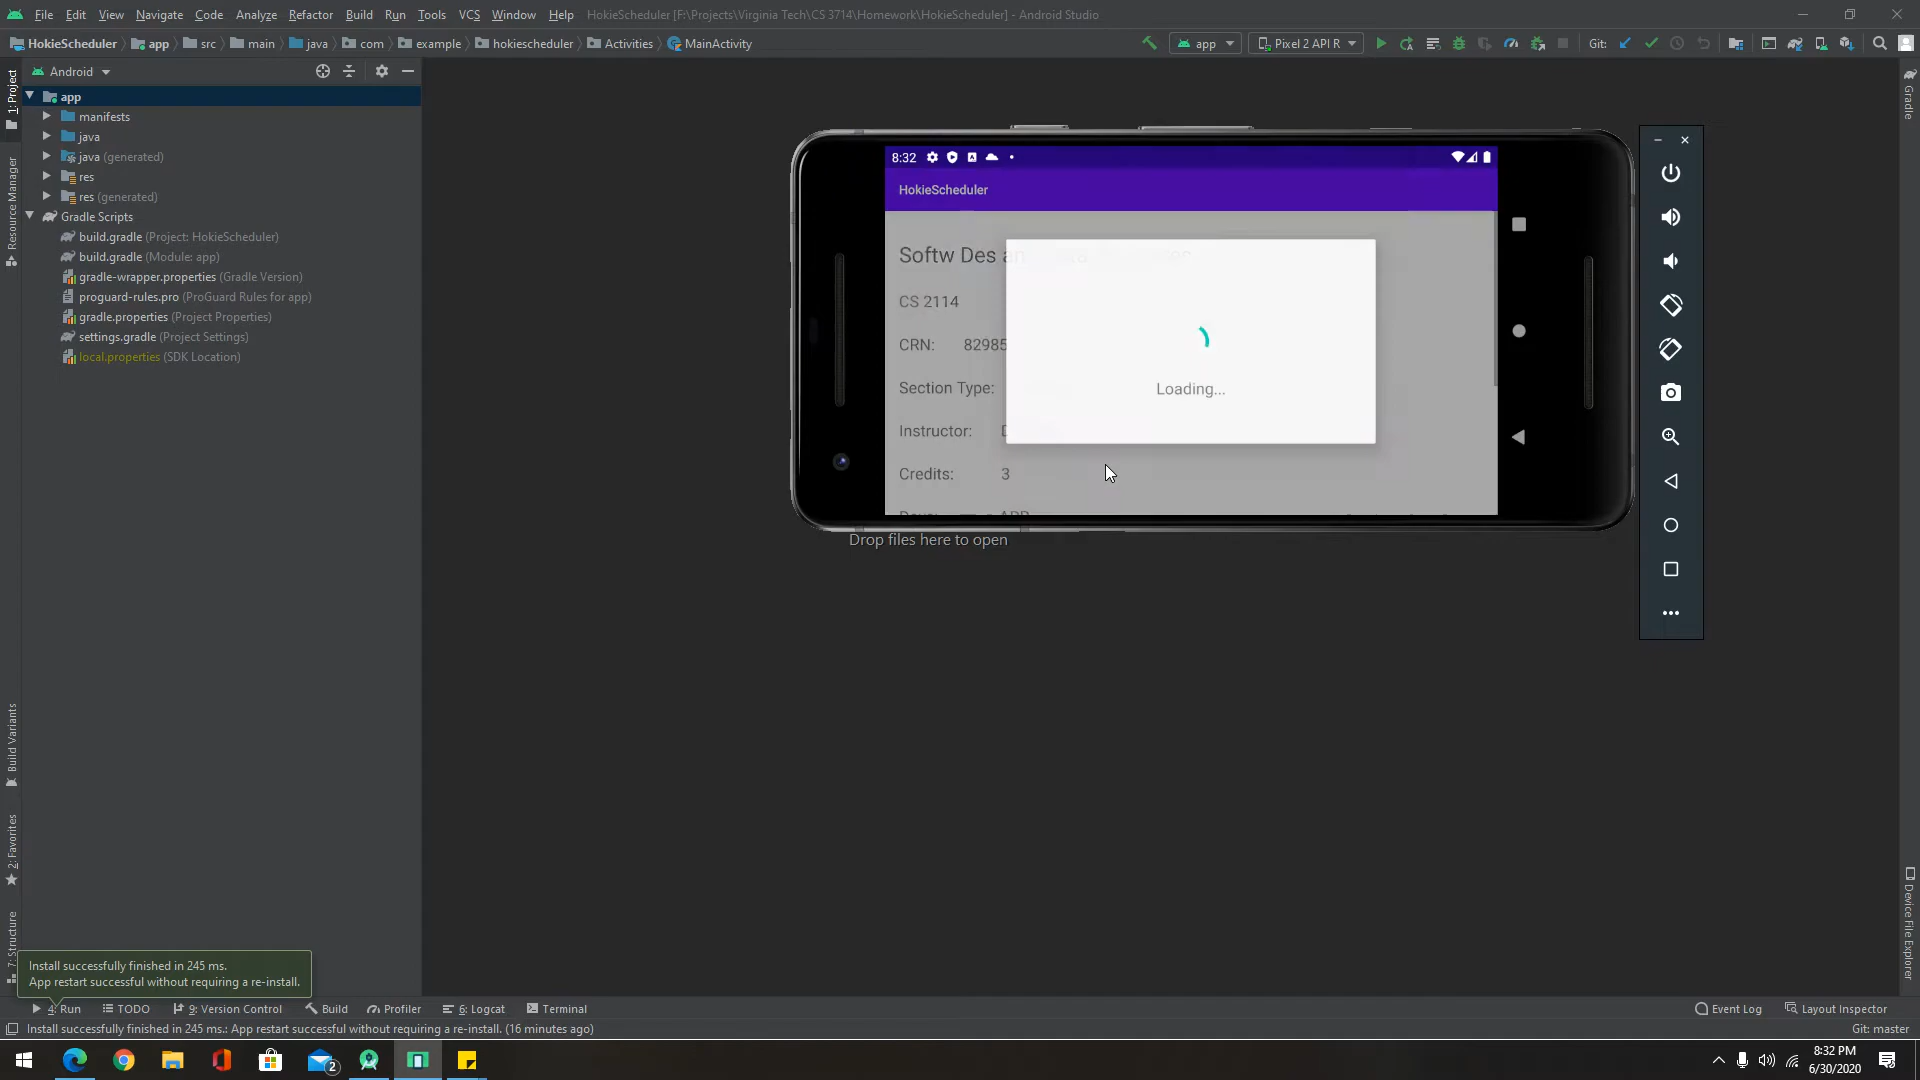 File Edit View Navigate Code Analyze Refactor Build Run Tools VCS Window Help HokieScheduler [F:\Projects\Virginia Tech\CS 3714\Homework\HokieScheduler] - Android Studio
HokieScheduler app src main java com example hokiescheduler Activities MainActivity app Pixel 2 API R Git:
1: Project
Resource Manager
Build Variants
2: Favorites
7: Structure
Android
app
manifests
java
java (generated)
res
res (generated)
Gradle Scripts
build.gradle (Project: HokieScheduler)
build.gradle (Module: app)
gradle-wrapper.properties (Gradle Version)
proguard-rules.pro (ProGuard Rules for app)
gradle.properties (Project Properties)
settings.gradle (Project Settings)
local.properties (SDK Location)
8:32
HokieScheduler
Softw Des an
CS 2114
CRN: 82985
Section Type:
Instructor:
Credits: 3
Loading...
Drop files here to open
Gradle
Device File Explorer
Install successfully finished in 245 ms.
App restart successful without requiring a re-install.
4: Run TODO 9: Version Control Build Profiler 6: Logcat Terminal Event Log Layout Inspector
Install successfully finished in 245 ms.: App restart successful without requiring a re-install. (16 minutes ago) Git: master
2
8:32 PM
6/30/2020